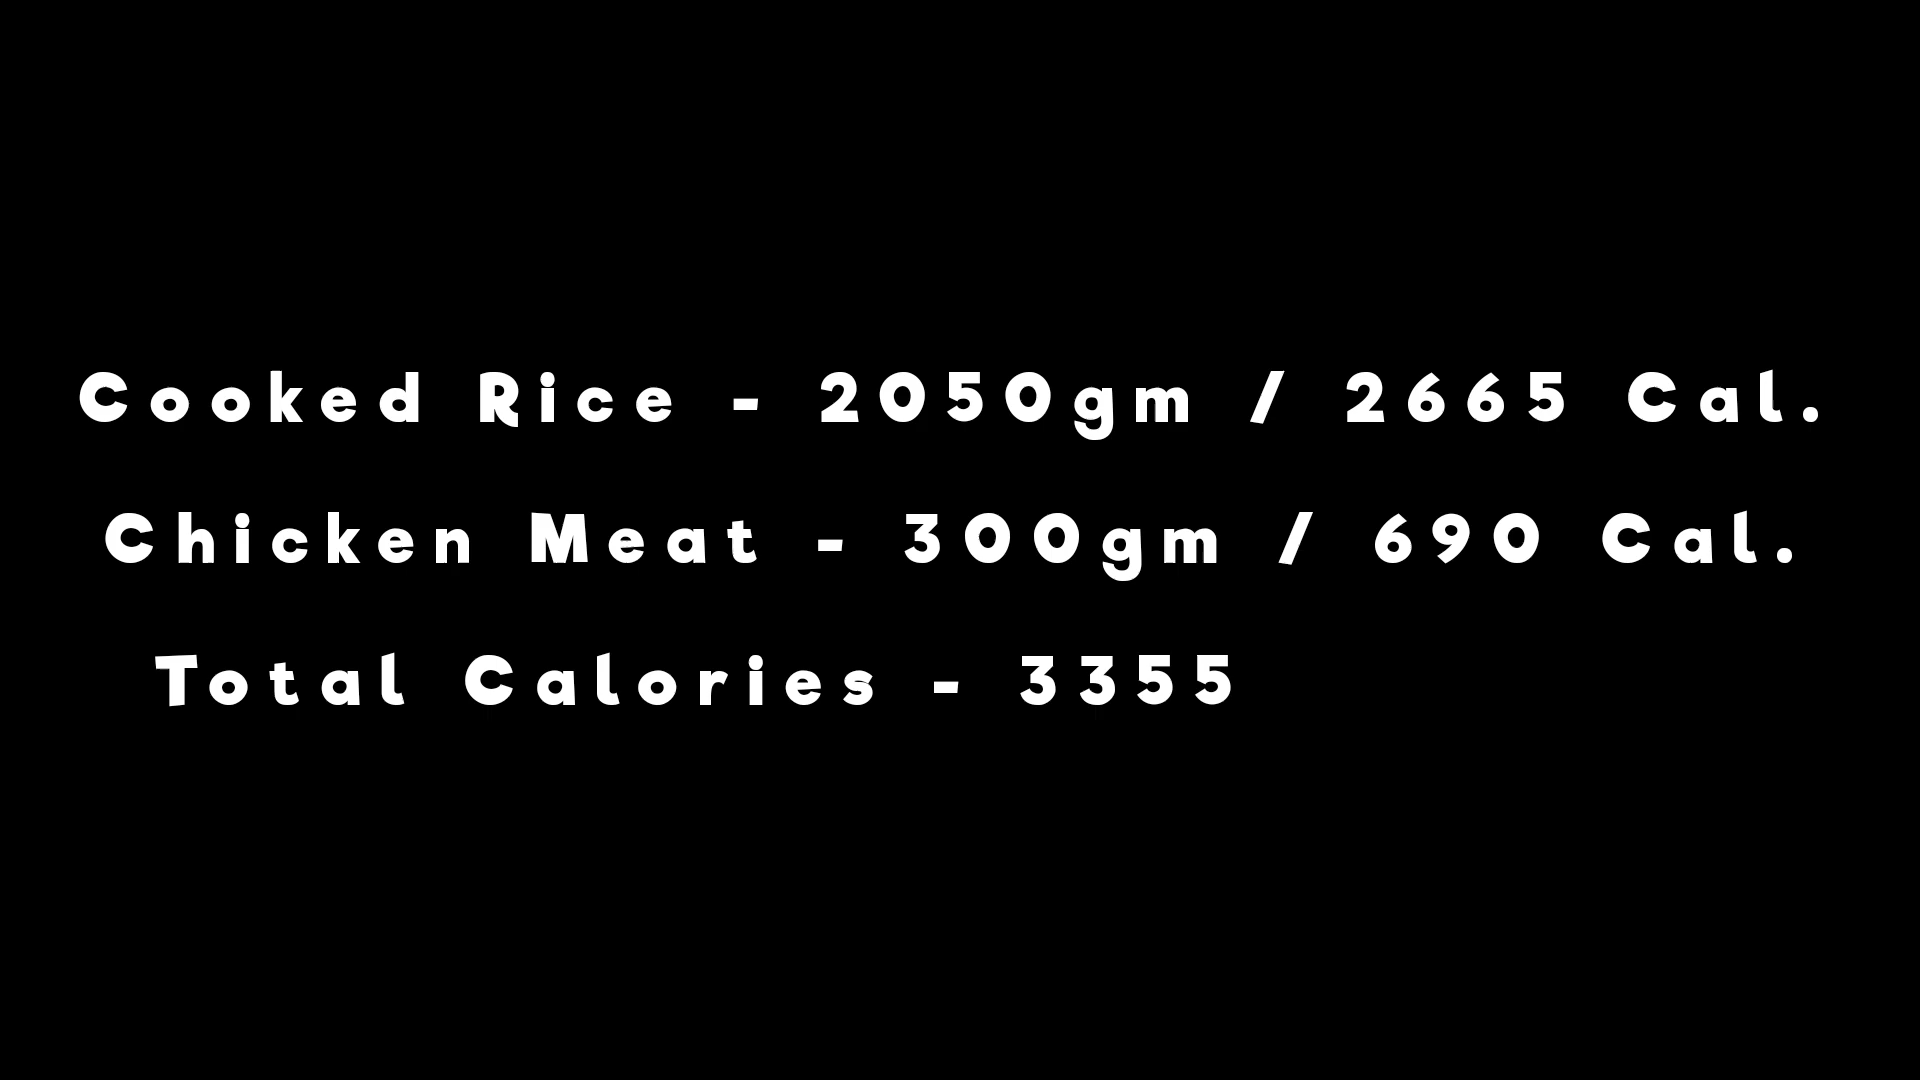 Cooked Rice - 2050gm / 2665 Cal.
Chicken Meat - 300gm / 690 Cal.
Total Calories - 3355